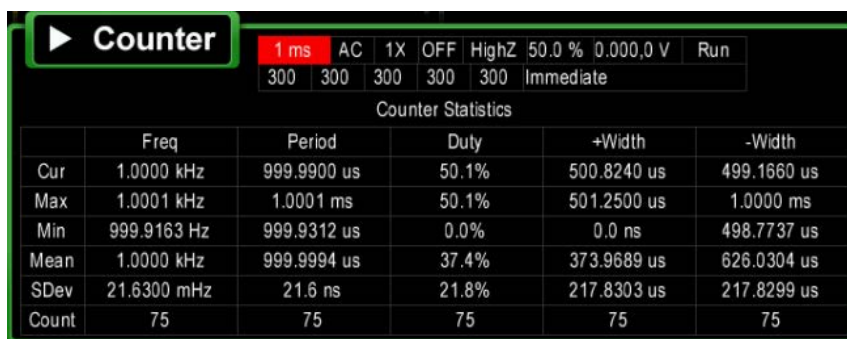 Counter
1 ms AC 1X OFF HighZ 50.0 % 0.000,0 V Run
300 300 300 300 300 Immediate
Counter Statistics
Freq Period Duty +Width -Width
Cur 1.0000 kHz 999.9900 us 50.1% 500.8240 us 499.1660 us
Max 1.0001 kHz 1.0001 ms 50.1% 501.2500 us 1.0000 ms
Min 999.9163 Hz 999.9312 us 0.0% 0.0 ns 498.7737 us
Mean 1.0000 kHz 999.9994 us 37.4% 373.9689 us 626.0304 us
SDev 21.6300 mHz 21.6 ns 21.8% 217.8303 us 217.8299 us
Count 75 75 75 75 75